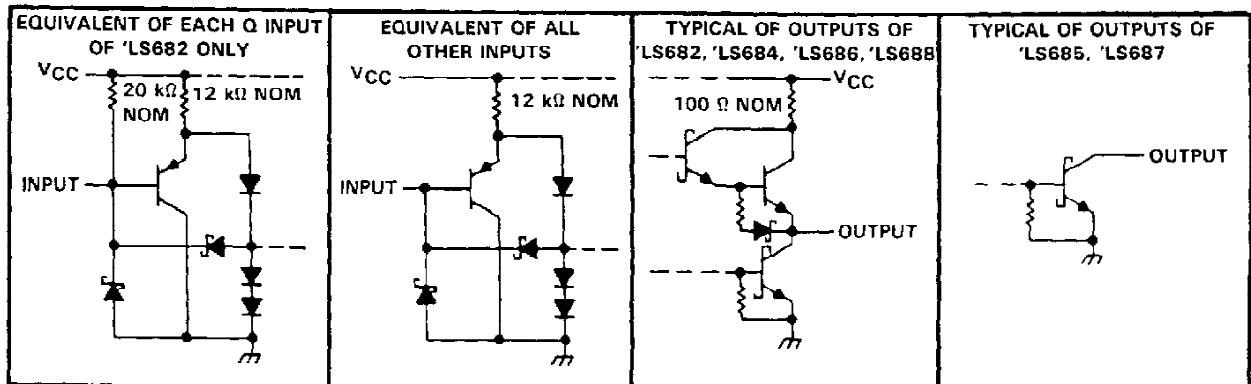 EQUIVALENT OF EACH Q INPUT
OF 'LS682 ONLY
VCC
20 kΩ
NOM
12 kΩ NOM
INPUT
EQUIVALENT OF ALL
OTHER INPUTS
VCC
12 kΩ NOM
INPUT
TYPICAL OF OUTPUTS OF
'LS682, 'LS684, 'LS686, 'LS688
VCC
100 Ω NOM
OUTPUT
TYPICAL OF OUTPUTS OF
'LS685, 'LS687
OUTPUT